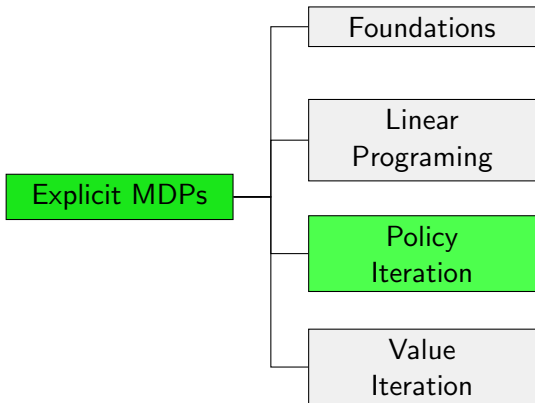 Foundations
Linear
Programing
Explicit MDPs
Policy
Iteration
Value
Iteration